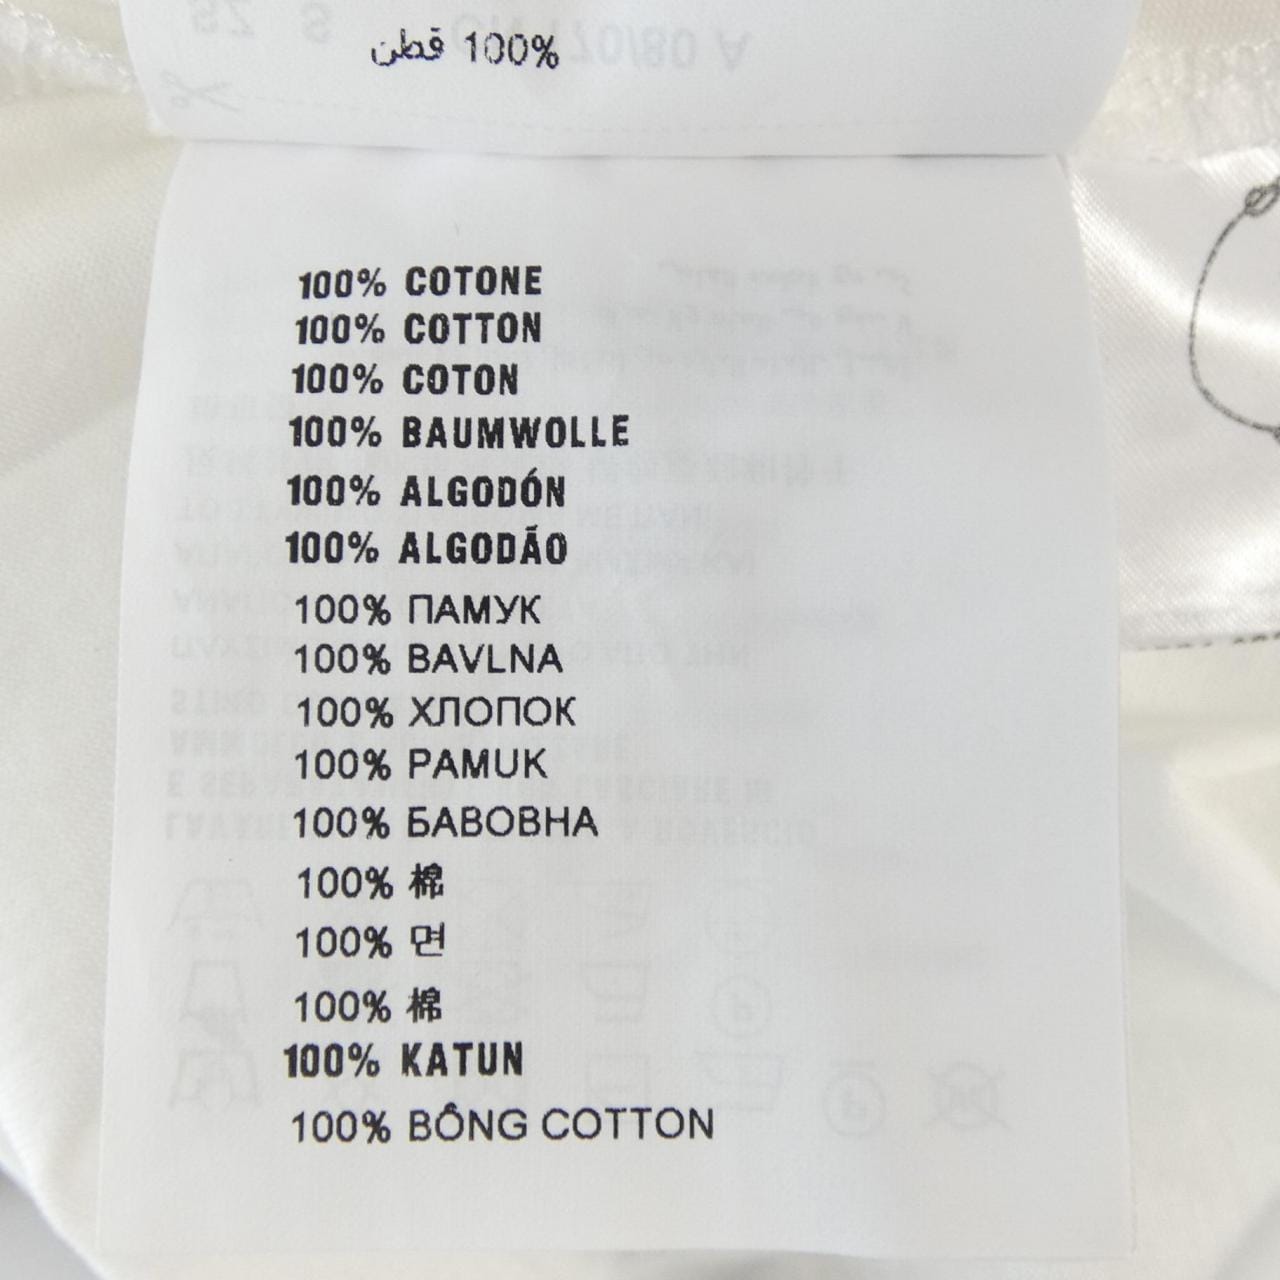 100% قطن
100% COTONE
100% COTTON
100% COTON
100% BAUMWOLLE
100% ALGODÓN
100% ALGODÃO
100% ПАМУК
100% BAVLNA
100% ХЛОПОК
100% PAMUK
100% БАВОВНА
100% 棉
100% 면
100% 棉
100% KATUN
100% BÔNG COTTON